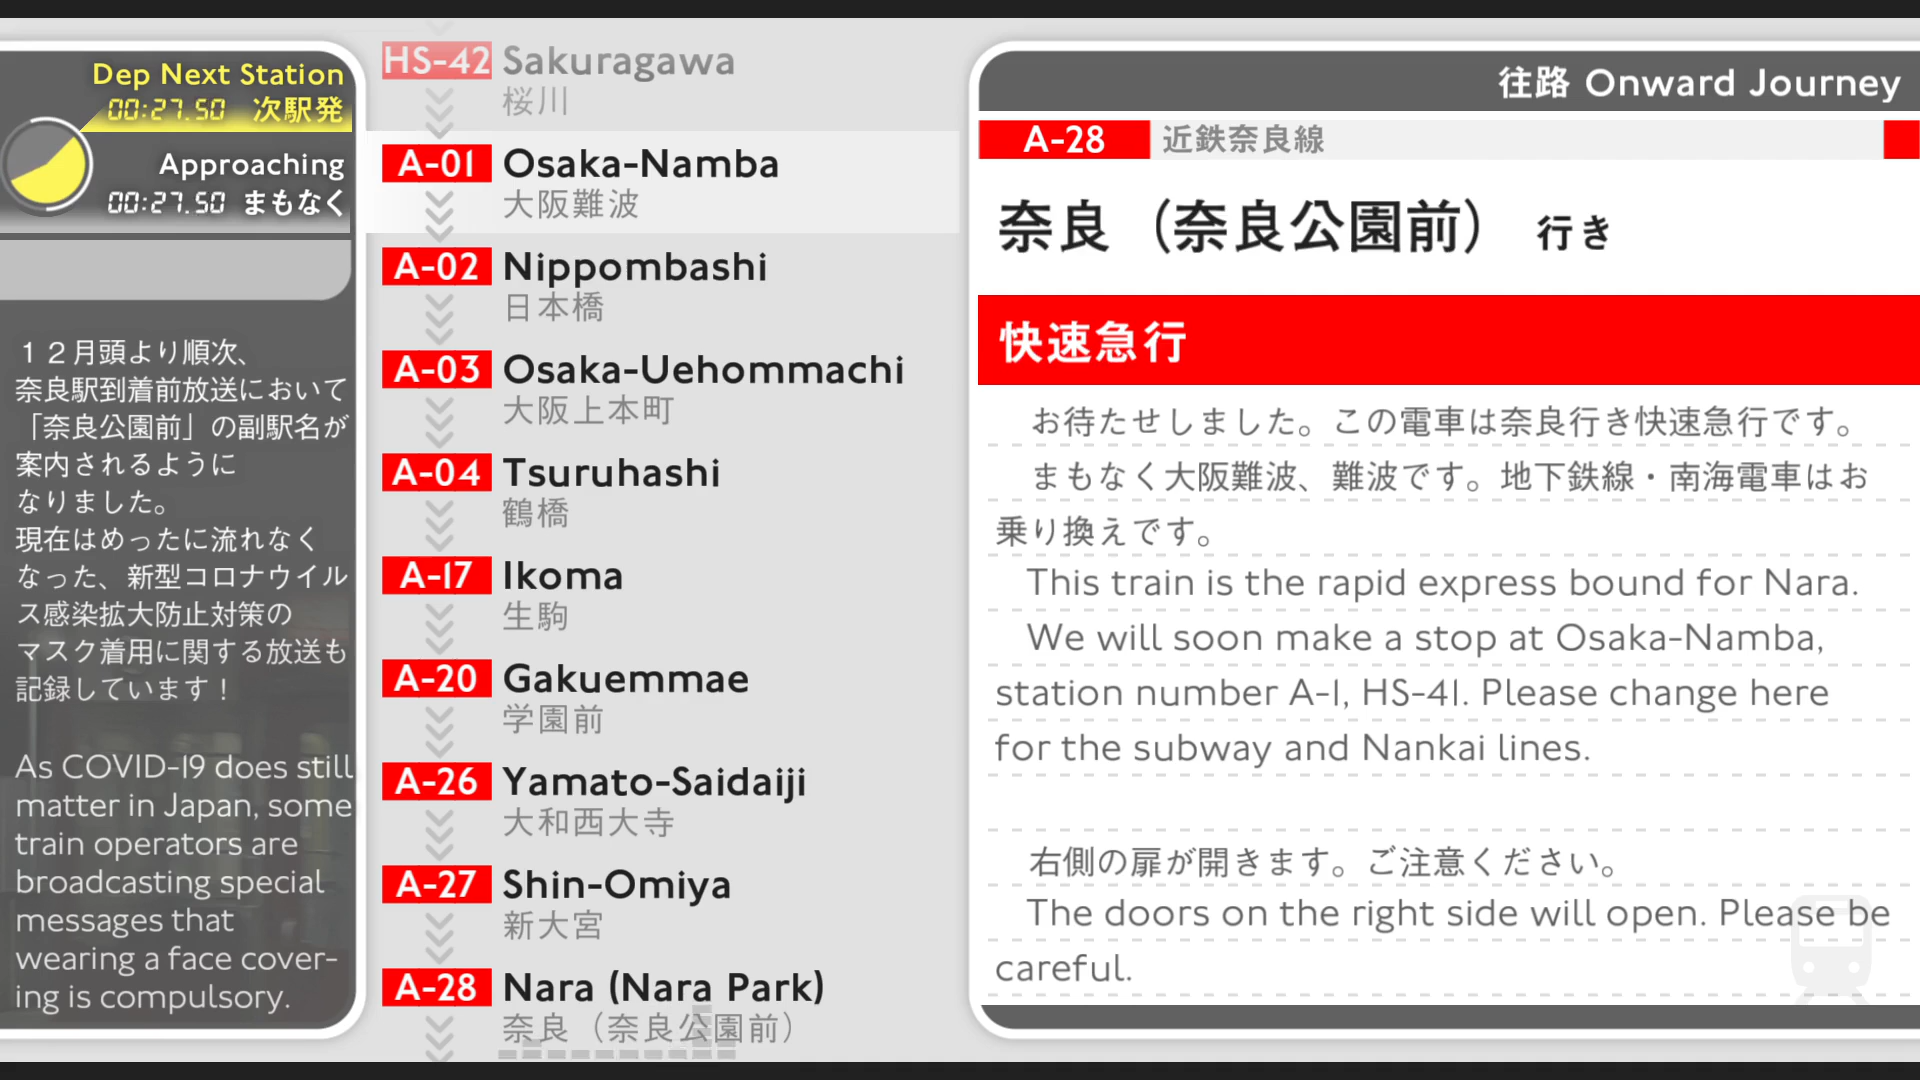 Dep Next Station
00:27.50 次駅発
Approaching
00:27.50 まもなく
１２月頭より順次、
奈良駅到着前放送において
「奈良公園前」の副駅名が
案内されるように
なりました。
現在はめったに流れなく
なった、新型コロナウイル
ス感染拡大防止対策の
マスク着用に関する放送も
記録しています！
As COVID-19 does still
matter in Japan, some
train operators are
broadcasting special
messages that
wearing a face cover-
ing is compulsory.
HS-42 Sakuragawa
桜川
A-01 Osaka-Namba
大阪難波
A-02 Nippombashi
日本橋
A-03 Osaka-Uehommachi
大阪上本町
A-04 Tsuruhashi
鶴橋
A-17 Ikoma
生駒
A-20 Gakuemmae
学園前
A-26 Yamato-Saidaiji
大和西大寺
A-27 Shin-Omiya
新大宮
A-28 Nara (Nara Park)
奈良（奈良公園前）
往路 Onward Journey
A-28 近鉄奈良線
奈良（奈良公園前） 行き
快速急行
お待たせしました。この電車は奈良行き快速急行です。
まもなく大阪難波、難波です。地下鉄線・南海電車はお
乗り換えです。
This train is the rapid express bound for Nara.
We will soon make a stop at Osaka-Namba,
station number A-1, HS-41. Please change here
for the subway and Nankai lines.
右側の扉が開きます。ご注意ください。
The doors on the right side will open. Please be
careful.